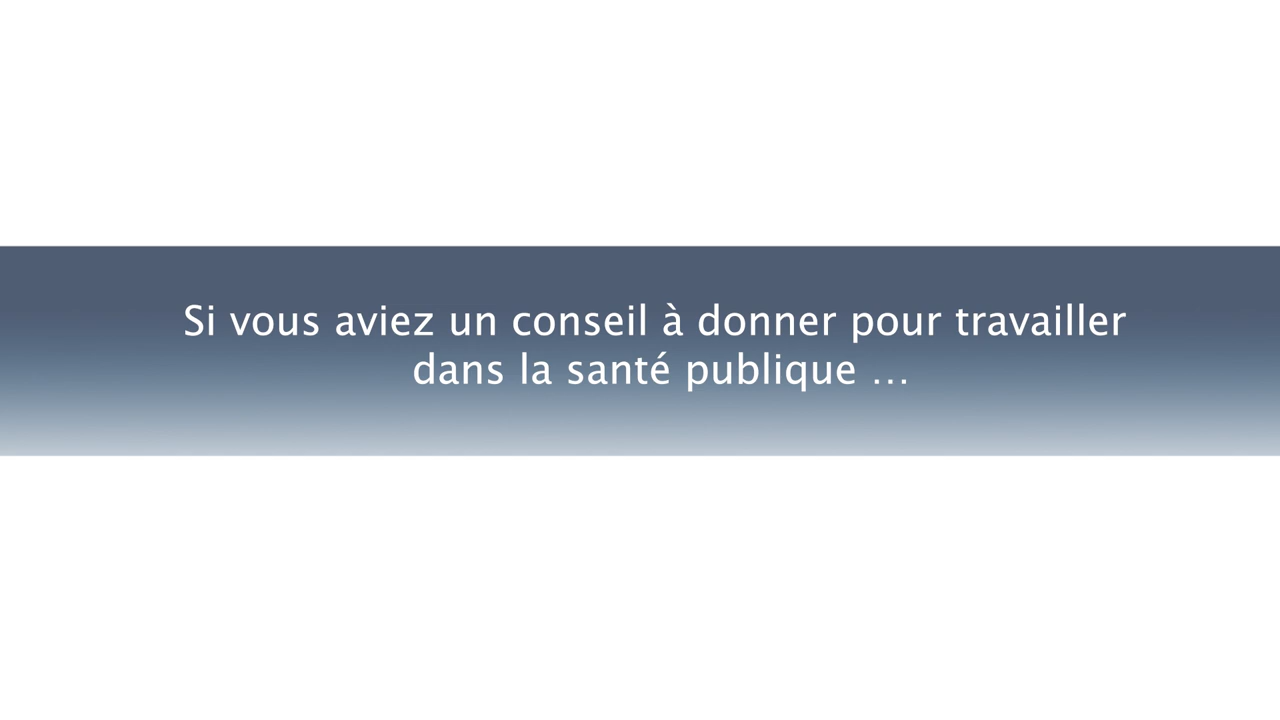 Si vous aviez un conseil à donner pour travailler
dans la santé publique …